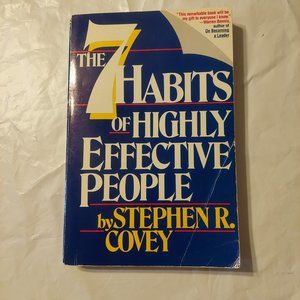 "This remarkable book will be
my gift to everyone I know."
—Warren Bennis,
author of
On Becoming
a Leader
THE 7 HABITS
OF HIGHLY
EFFECTIVE
PEOPLE
by STEPHEN R.
COVEY